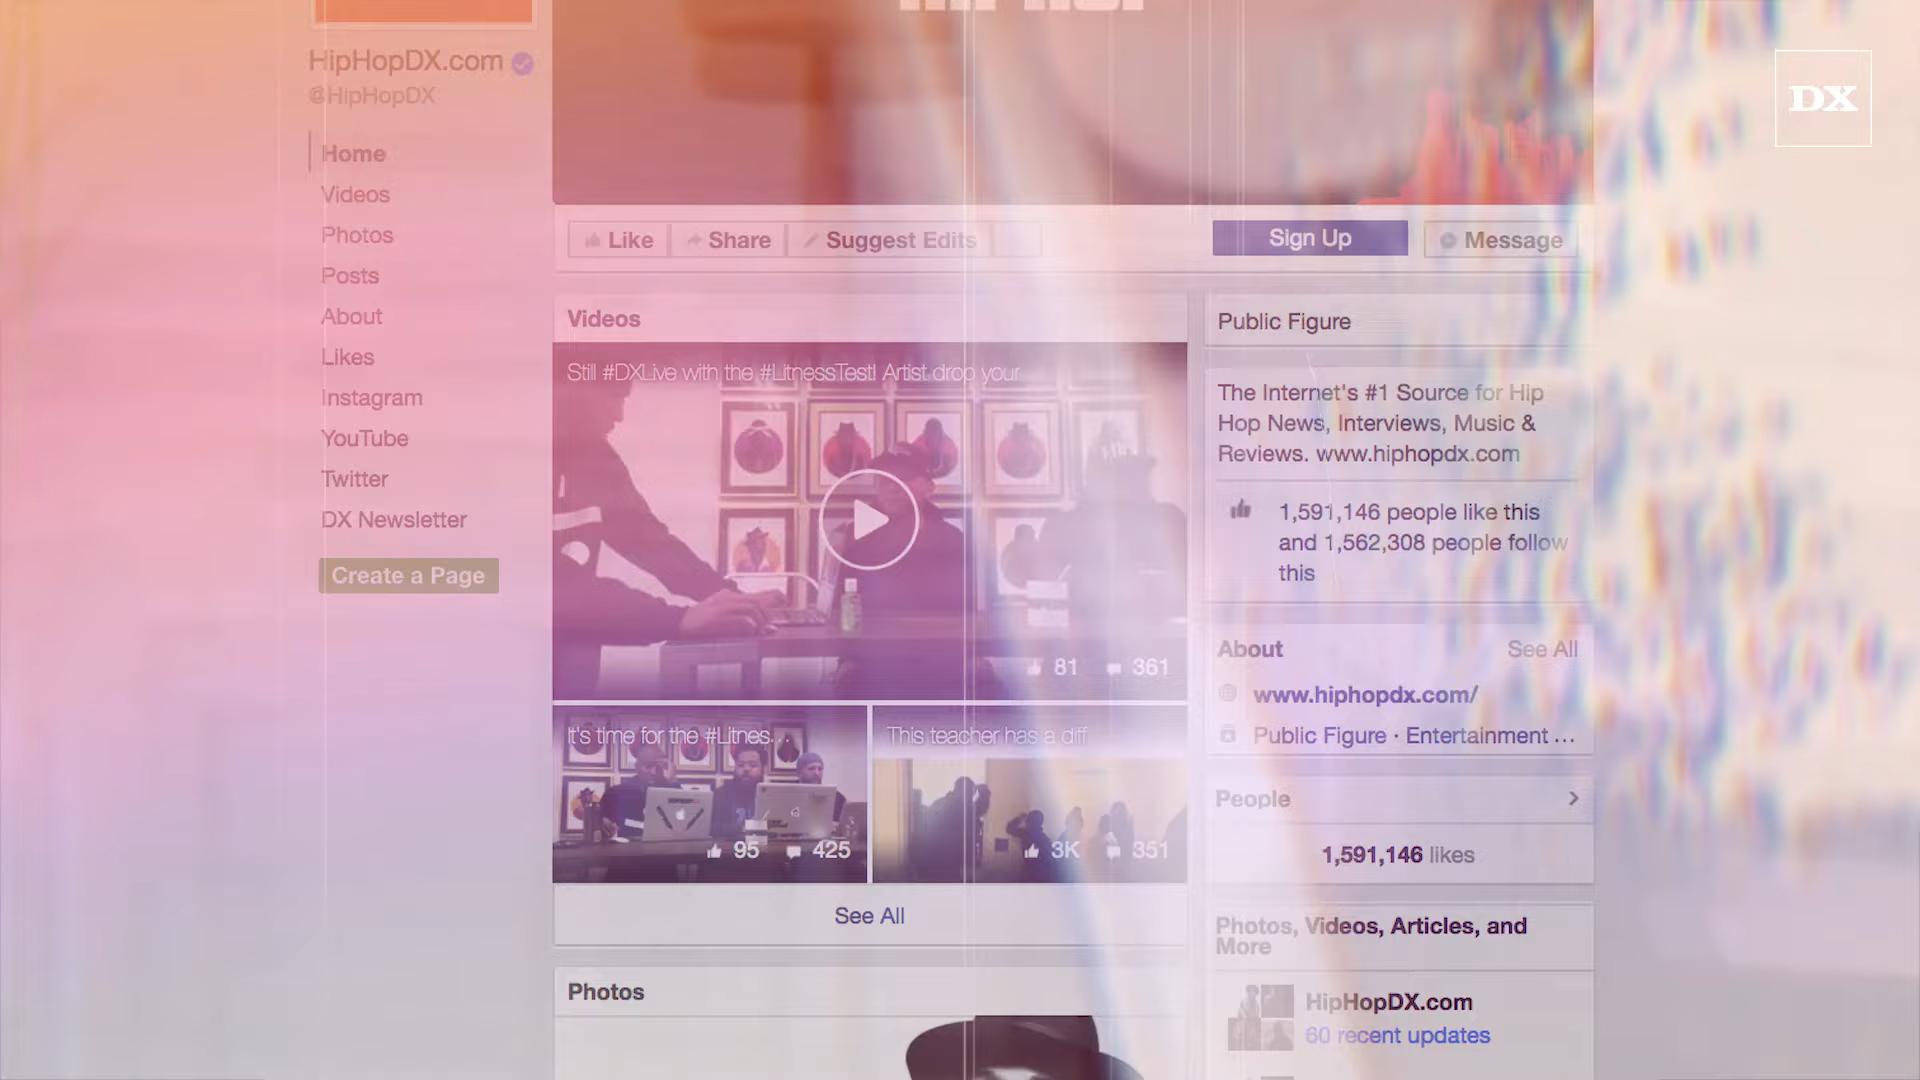 HipHopDX.com
@HipHopDX
DX
Home
Videos
Photos
Posts
About
Likes
Instagram
YouTube
Twitter
DX Newsletter
Create a Page
Like
Share
Suggest Edits
Sign Up
Message
Videos
Still #DXLive with the #LitnessTest! Artist drop your
81
361
It's time for the #Litnes...
95
425
This teacher has a diff
3K
351
See All
Photos
Public Figure
The Internet's #1 Source for Hip
Hop News, Interviews, Music &
Reviews. www.hiphopdx.com
1,591,146 people like this
and 1,562,308 people follow
this
About
See All
www.hiphopdx.com/
Public Figure · Entertainment ...
People
1,591,146 likes
Photos, Videos, Articles, and
More
HipHopDX.com
60 recent updates